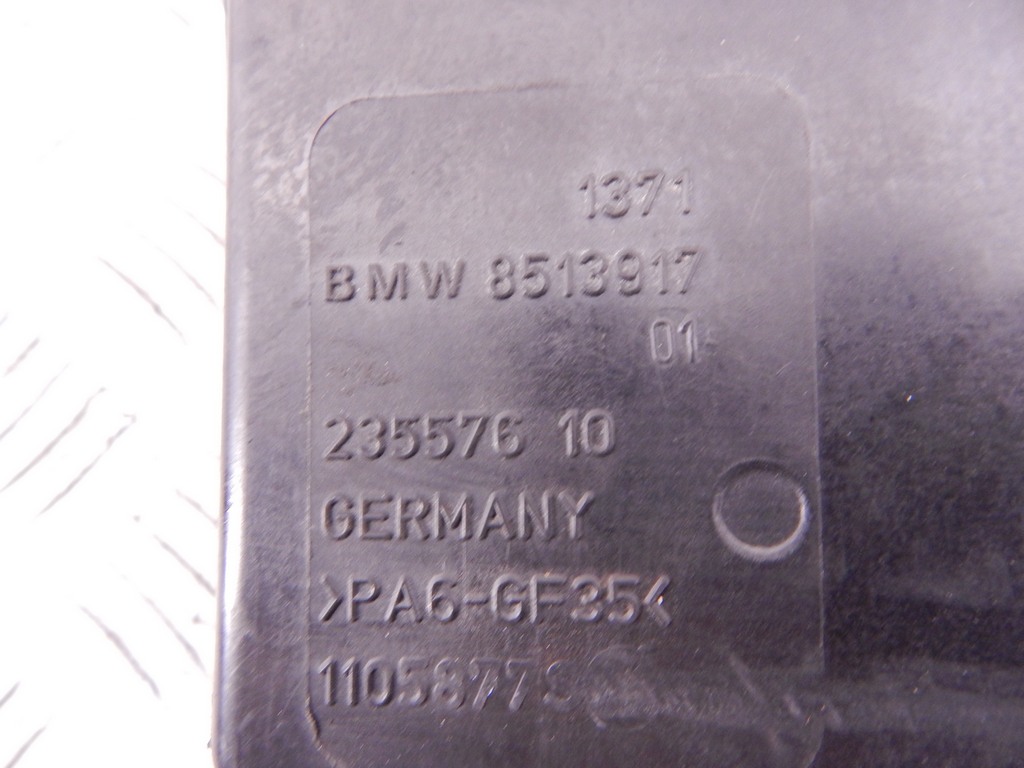 1371
BMW 8513917
01
235576 10
GERMANY
>PA6-GF35<